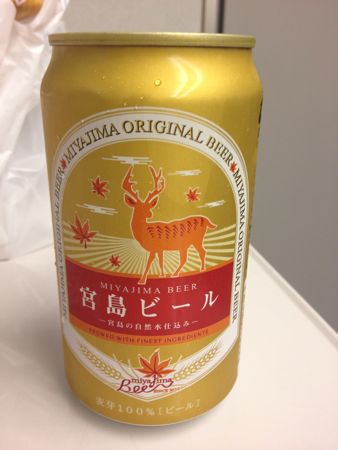 MIYAJIMA ORIGINAL BEER
MIYAJIMA ORIGINAL BEER
MIYAJIMA ORIGINAL BEER
MIYAJIMA BEER
宮島ビール
―宮島の自然水仕込み―
BREWED WITH FINEST INGREDIENTS
miyajima
Beer
麦芽100%[ビール]